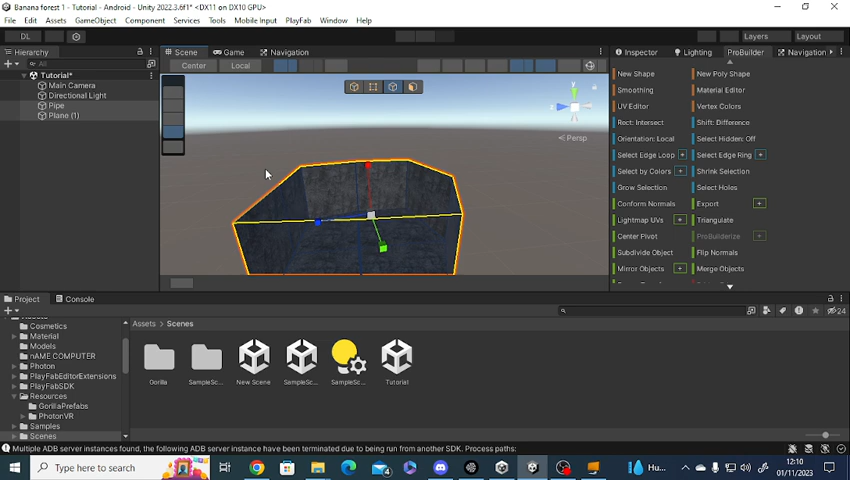 Banana forest 1 - Tutorial - Android - Unity 2022.3.6f1* <DX11 on DX10 GPU>
File Edit Assets GameObject Component Services Tools Mobile Input PlayFab Window Help
DL Layers Layout
Hierarchy Scene Game Navigation Inspector Lighting ProBuilder Navigation
All Center Local
Tutorial*
Main Camera
Directional Light
Pipe
Plane (1)
y
z
Persp
New Shape New Poly Shape
Smoothing Material Editor
UV Editor Vertex Colors
Rect: Intersect Shift: Difference
Orientation: Local Select Hidden: Off
Select Edge Loop + Select Edge Ring +
Select by Colors + Shrink Selection
Grow Selection Select Holes
Conform Normals Export +
Lightmap UVs + Triangulate
Center Pivot ProBuilderize +
Subdivide Object Flip Normals
Mirror Objects + Merge Objects
Project Console
24
Assets > Scenes
Cosmetics
Material
Models
nAME COMPUTER
Photon
PlayFabEditorExtensions
PlayFabSDK
Resources
GorillaPrefabs
PhotonVR
Samples
Scenes
Gorilla SampleSc... New Scene SampleSc... SampleSc... Tutorial
Multiple ADB server instances found, the following ADB server instance have been terminated due to being run from another SDK. Process paths:
Type here to search
Hu...
12:10
01/11/2023